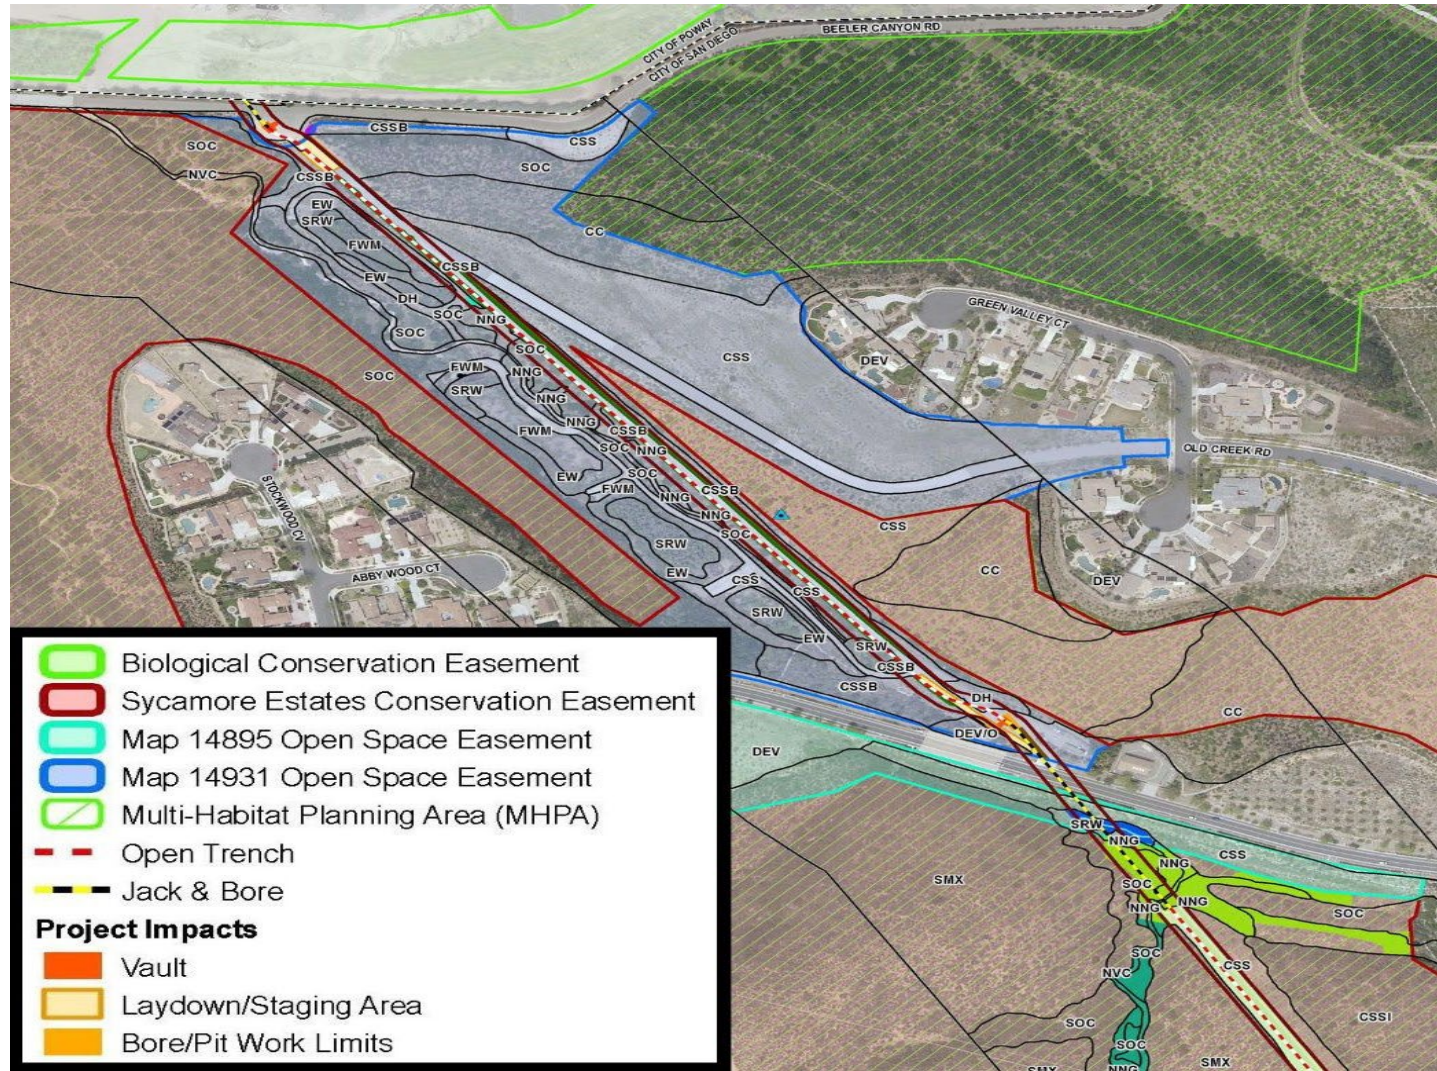 CITY OF POWAY
CITY OF SAN DIEGO
BEELER CANYON RD
CSSB
CSS
SOC
SOC
NVC
CSSB
EW
SRW
FWM
CC
EW
CSSB
DH
SOC
NNG
GREEN VALLEY CT
SOC
SOC
CSS
DEV
FWM
NNG
SOC
SRW
NNG
NNG
FWM
CSSB
SOC
NNG
OLD CREEK RD
EW
SOC
FWM
NNG
CSSB
STOCKWOOD CV
NNG
SOC
CSS
SRW
ABBY WOOD CT
EW
CSS
CC
DEV
CSS
SRW
EW
SRW
CSSB
CSSB
DH
CC
DEV/O
DEV
SRW
NNG
CSS
NNG
SMX
SOC
NNG
NNG
SOC
SOC
CSS
NVC
CSSI
SOC
SOC
SMX
SMX
NNG
Biological Conservation Easement
Sycamore Estates Conservation Easement
Map 14895 Open Space Easement
Map 14931 Open Space Easement
Multi-Habitat Planning Area (MHPA)
Open Trench
Jack & Bore
Project Impacts
Vault
Laydown/Staging Area
Bore/Pit Work Limits